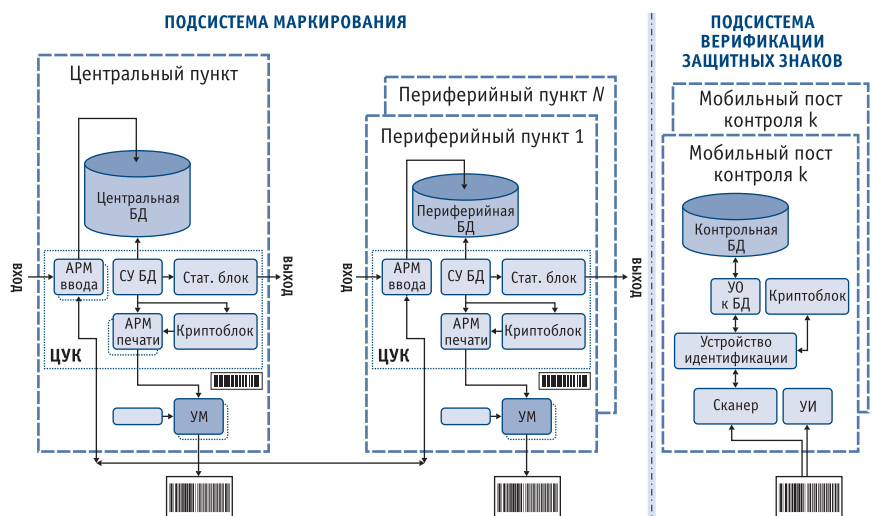 ПОДСИСТЕМА МАРКИРОВАНИЯ
Центральный пункт
Центральная
БД
ВХОД
АРМ
ввода
СУ БД
Стат. блок
ВЫХОД
АРМ
печати
Криптоблок
ЦУК
УМ
Периферийный пункт N
Периферийный пункт 1
Периферийная
БД
ВХОД
АРМ
ввода
СУ БД
Стат. блок
ВЫХОД
АРМ
печати
Криптоблок
ЦУК
УМ
ПОДСИСТЕМА
ВЕРИФИКАЦИИ
ЗАЩИТНЫХ ЗНАКОВ
Мобильный пост
контроля k
Мобильный пост
контроля k
Контрольная
БД
УО
к БД
Криптоблок
Устройство
идентификации
Сканер
УИ